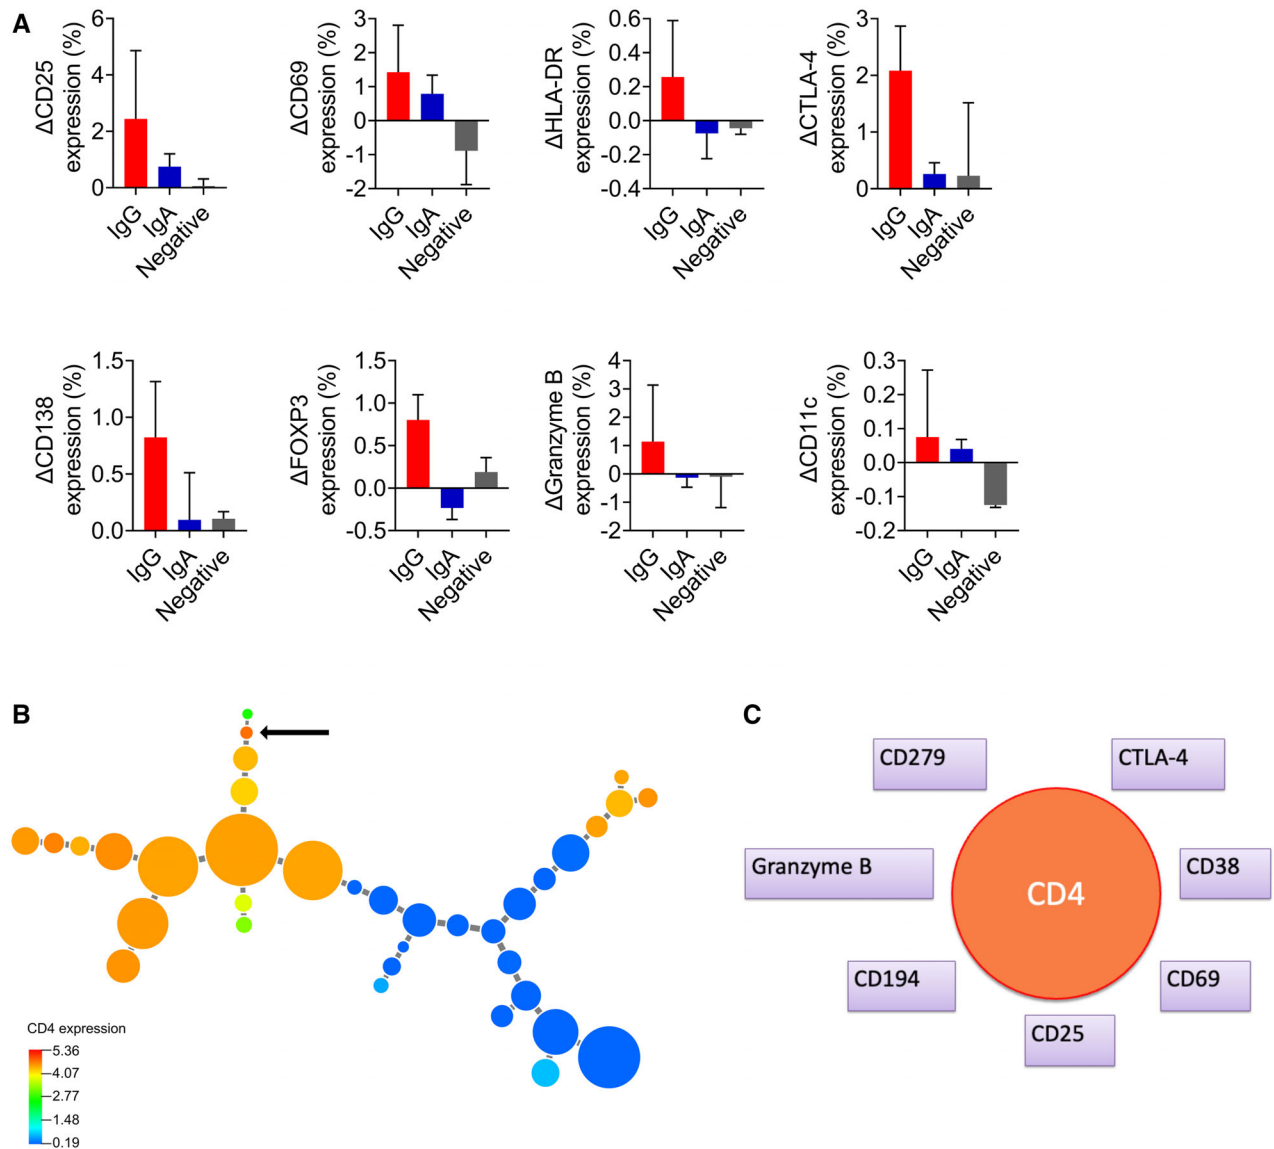 A
ΔCD25
expression (%)
6
4
2
0
IgG
IgA
Negative
ΔCD69
expression (%)
3
2
1
0
-1
-2
IgG
IgA
Negative
ΔHLA-DR
expression (%)
0.6
0.4
0.2
0.0
-0.2
-0.4
IgG
IgA
Negative
ΔCTLA-4
expression (%)
3
2
1
0
IgG
IgA
Negative
ΔCD138
expression (%)
1.5
1.0
0.5
0.0
IgG
IgA
Negative
ΔFOXP3
expression (%)
1.5
1.0
0.5
0.0
-0.5
IgG
IgA
Negative
ΔGranzyme B
expression (%)
4
3
2
1
0
-1
-2
IgG
IgA
Negative
ΔCD11c
expression (%)
0.3
0.2
0.1
0.0
-0.1
-0.2
IgG
IgA
Negative
B
CD4 expression
5.36
4.07
2.77
1.48
0.19
C
CD279
CTLA-4
Granzyme B
CD4
CD38
CD194
CD69
CD25